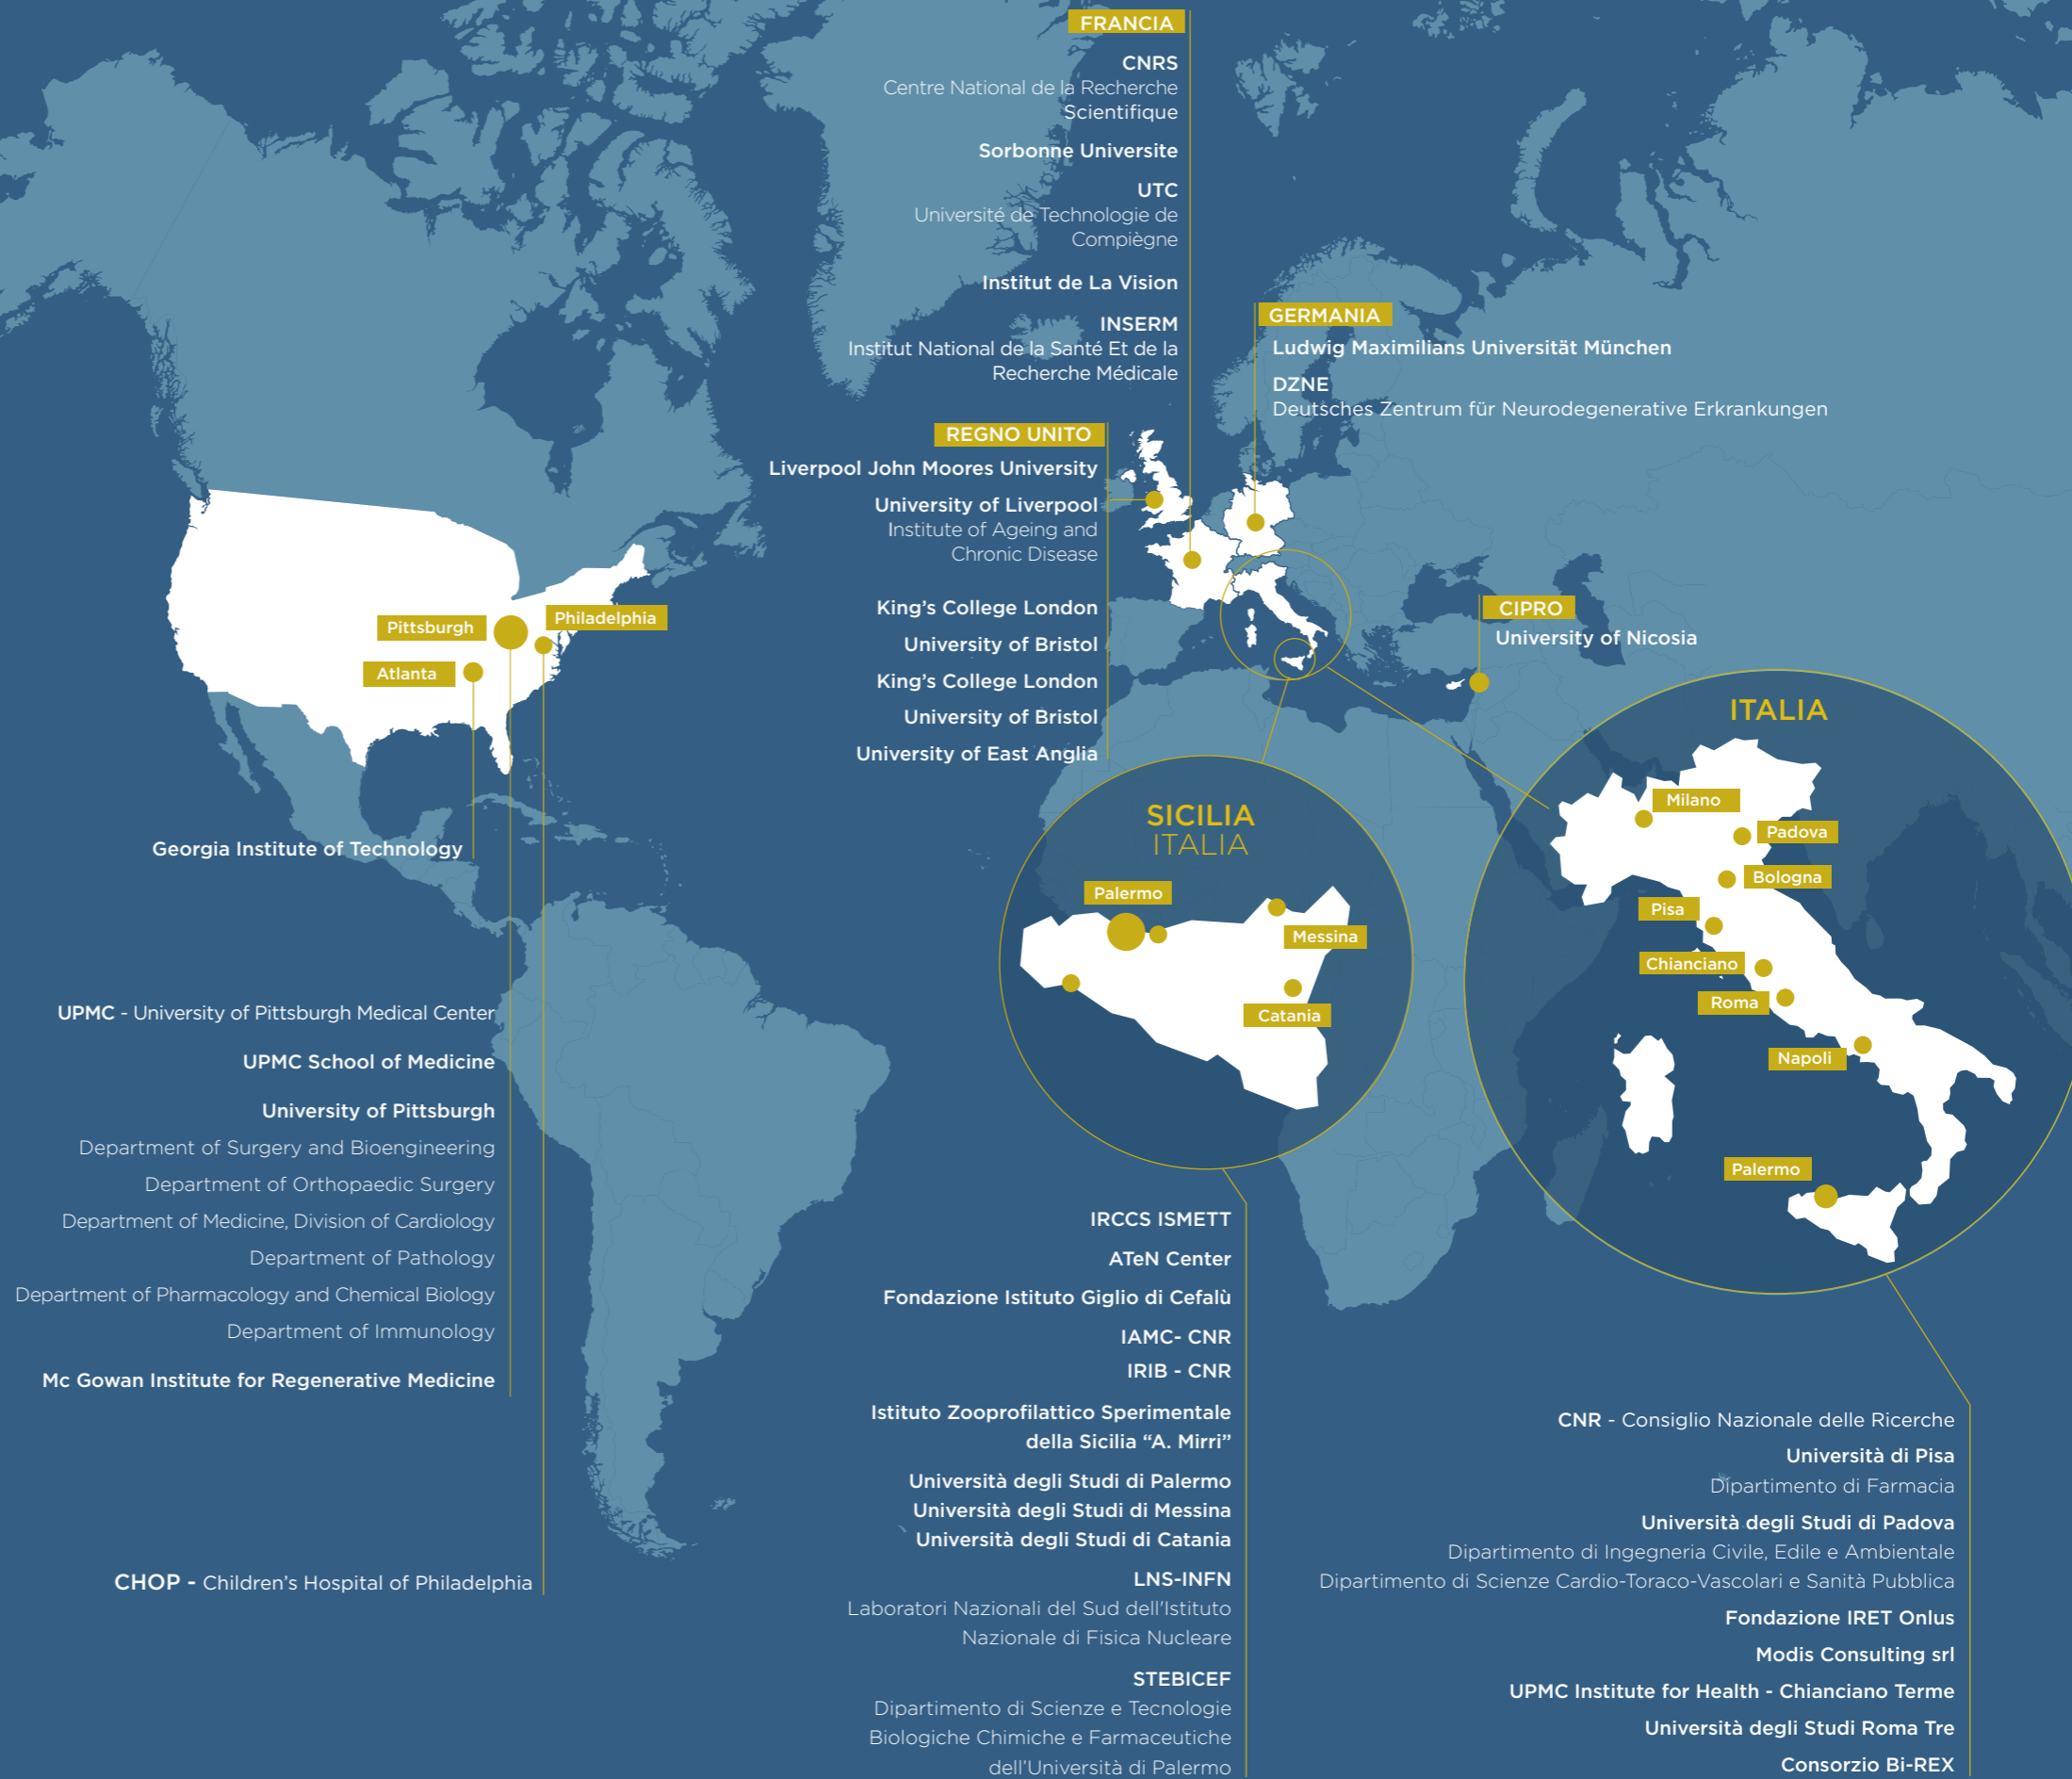 FRANCIA
CNRS
Centre National de la Recherche
Scientifique
Sorbonne Universite
UTC
Université de Technologie de
Compiègne
Institut de La Vision
INSERM
Institut National de la Santé Et de la
Recherche Médicale
GERMANIA
Ludwig Maximilians Universität München
DZNE
Deutsches Zentrum für Neurodegenerative Erkrankungen
REGNO UNITO
Liverpool John Moores University
University of Liverpool
Institute of Ageing and
Chronic Disease
King’s College London
University of Bristol
King’s College London
University of Bristol
University of East Anglia
CIPRO
University of Nicosia
Philadelphia
Pittsburgh
Atlanta
Georgia Institute of Technology
UPMC - University of Pittsburgh Medical Center
UPMC School of Medicine
University of Pittsburgh
Department of Surgery and Bioengineering
Department of Orthopaedic Surgery
Department of Medicine, Division of Cardiology
Department of Pathology
Department of Pharmacology and Chemical Biology
Department of Immunology
Mc Gowan Institute for Regenerative Medicine
CHOP - Children’s Hospital of Philadelphia
SICILIA
ITALIA
Palermo
Messina
Catania
IRCCS ISMETT
ATeN Center
Fondazione Istituto Giglio di Cefalù
IAMC- CNR
IRIB - CNR
Istituto Zooprofilattico Sperimentale
della Sicilia “A. Mirri”
Università degli Studi di Palermo
Università degli Studi di Messina
Università degli Studi di Catania
LNS-INFN
Laboratori Nazionali del Sud dell'Istituto
Nazionale di Fisica Nucleare
STEBICEF
Dipartimento di Scienze e Tecnologie
Biologiche Chimiche e Farmaceutiche
dell’Università di Palermo
ITALIA
Milano
Padova
Bologna
Pisa
Chianciano
Roma
Napoli
Palermo
CNR - Consiglio Nazionale delle Ricerche
Università di Pisa
Dipartimento di Farmacia
Università degli Studi di Padova
Dipartimento di Ingegneria Civile, Edile e Ambientale
Dipartimento di Scienze Cardio-Toraco-Vascolari e Sanità Pubblica
Fondazione IRET Onlus
Modis Consulting srl
UPMC Institute for Health - Chianciano Terme
Università degli Studi Roma Tre
Consorzio Bi-REX